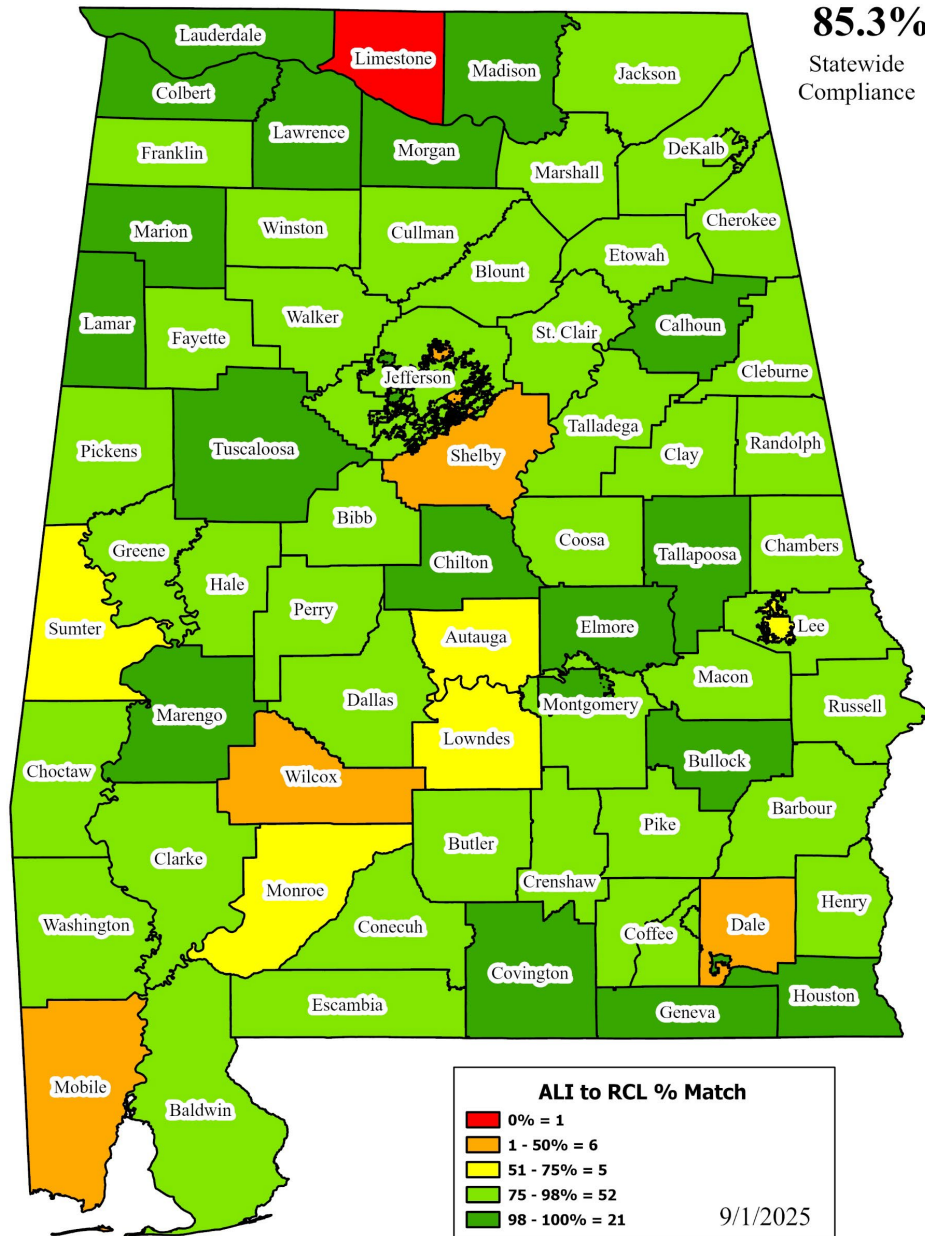 85.3%
Statewide
Compliance
Lauderdale
Limestone
Madison
Jackson
Colbert
Lawrence
Morgan
DeKalb
Franklin
Marshall
Cherokee
Marion
Winston
Cullman
Etowah
Blount
Lamar
Fayette
Walker
St. Clair
Calhoun
Jefferson
Cleburne
Pickens
Tuscaloosa
Shelby
Talladega
Clay
Randolph
Bibb
Greene
Hale
Chilton
Coosa
Tallapoosa
Chambers
Perry
Sumter
Autauga
Elmore
Lee
Macon
Marengo
Dallas
Montgomery
Russell
Lowndes
Choctaw
Wilcox
Bullock
Barbour
Clarke
Butler
Pike
Crenshaw
Monroe
Henry
Washington
Conecuh
Coffee
Dale
Covington
Escambia
Geneva
Houston
Mobile
Baldwin
ALI to RCL % Match
0% = 1
1 - 50% = 6
51 - 75% = 5
75 - 98% = 52
98 - 100% = 21
9/1/2025